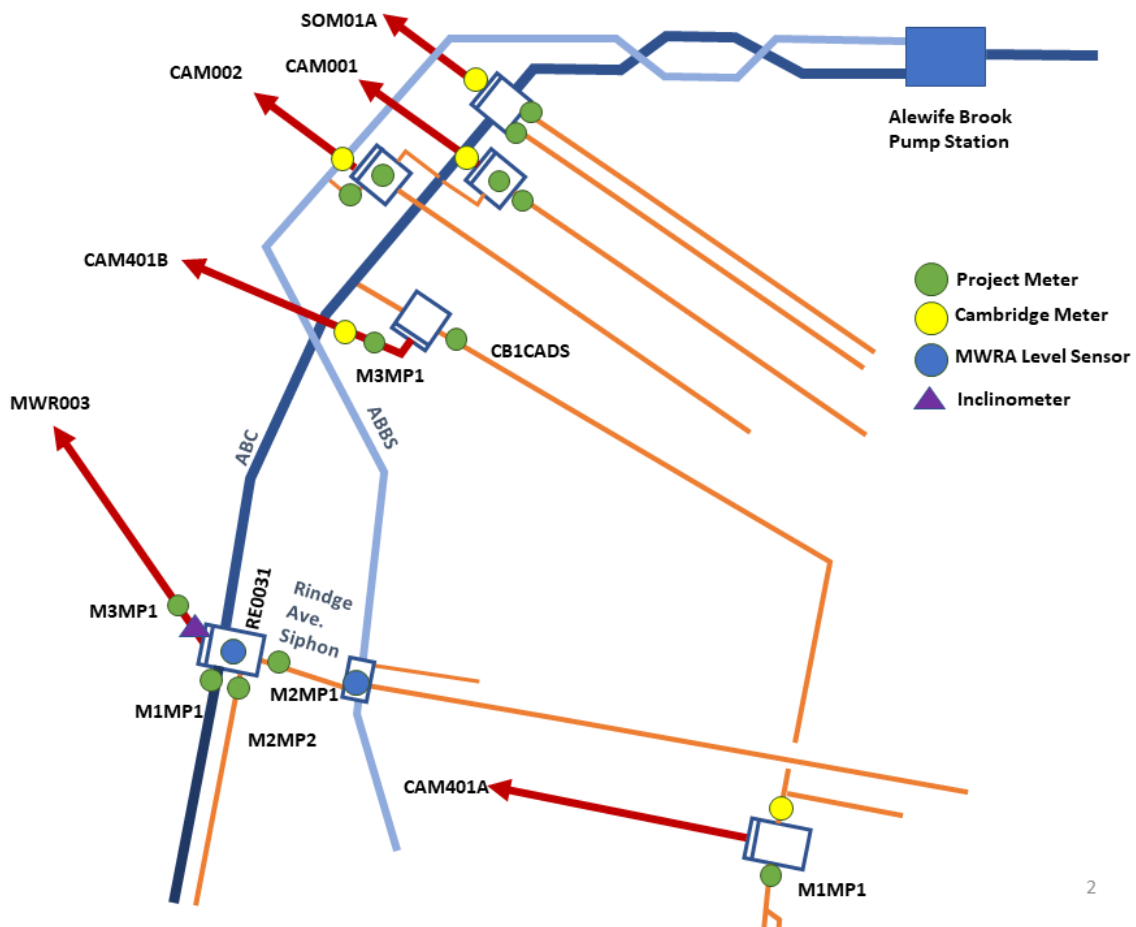 SOM01A
CAM002
CAM001
Alewife Brook
Pump Station
CAM401B
Project Meter
Cambridge Meter
MWRA Level Sensor
Inclinometer
CB1CADS
M3MP1
MWR003
ABC
ABBS
RE0031
Rindge
Ave.
Siphon
M3MP1
M2MP1
M1MP1
M2MP2
CAM401A
M1MP1
2